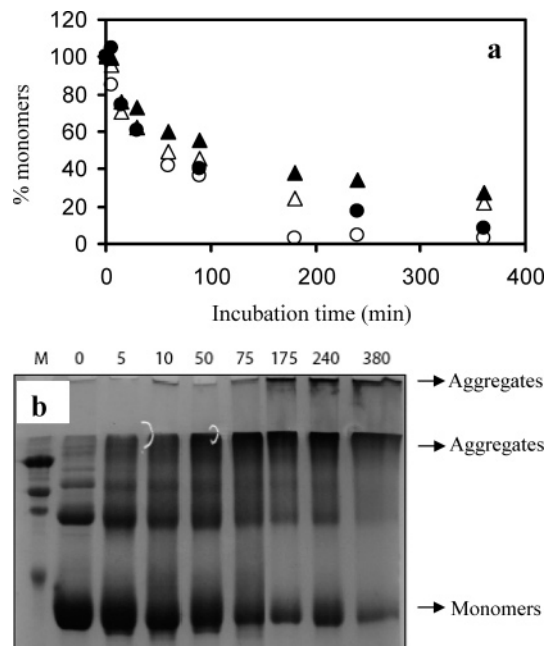 a
120
100
80
60
40
20
0
% monomers
0 100 200 300 400
Incubation time (min)
M 0 5 10 50 75 175 240 380
b
Aggregates
Aggregates
Monomers